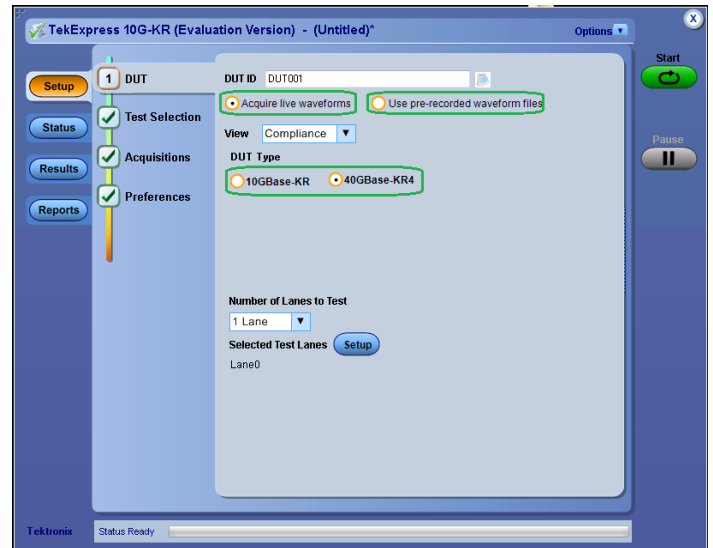 TekExpress 10G-KR (Evaluation Version) - (Untitled)*
Options
x
Start
Setup
1 DUT
DUT ID DUT001
Acquire live waveforms
Use pre-recorded waveform files
Status
Test Selection
View Compliance
Pause
Acquisitions
DUT Type
Results
10GBase-KR
40GBase-KR4
Preferences
Reports
Number of Lanes to Test
1 Lane
Selected Test Lanes Setup
Lane0
Tektronix
Status Ready